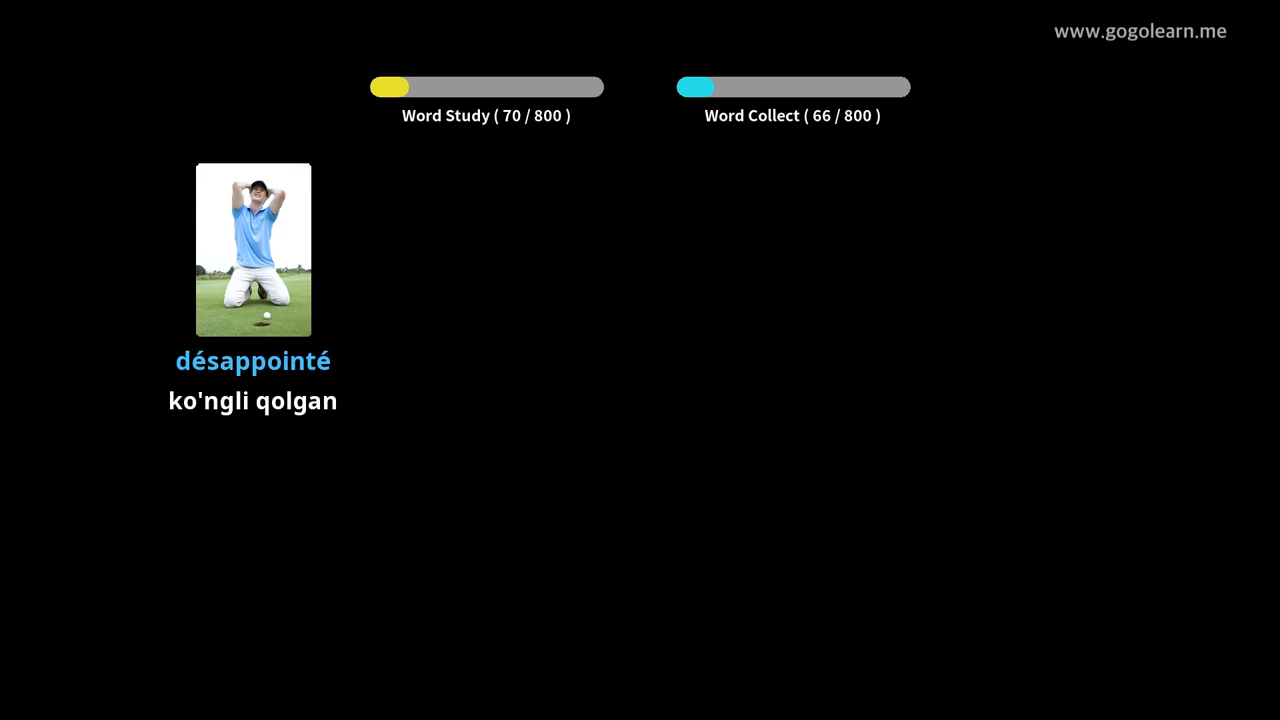 www.gogolearn.me
Word Study ( 70 / 800 )
Word Collect ( 66 / 800 )
désappointé
ko'ngli qolgan